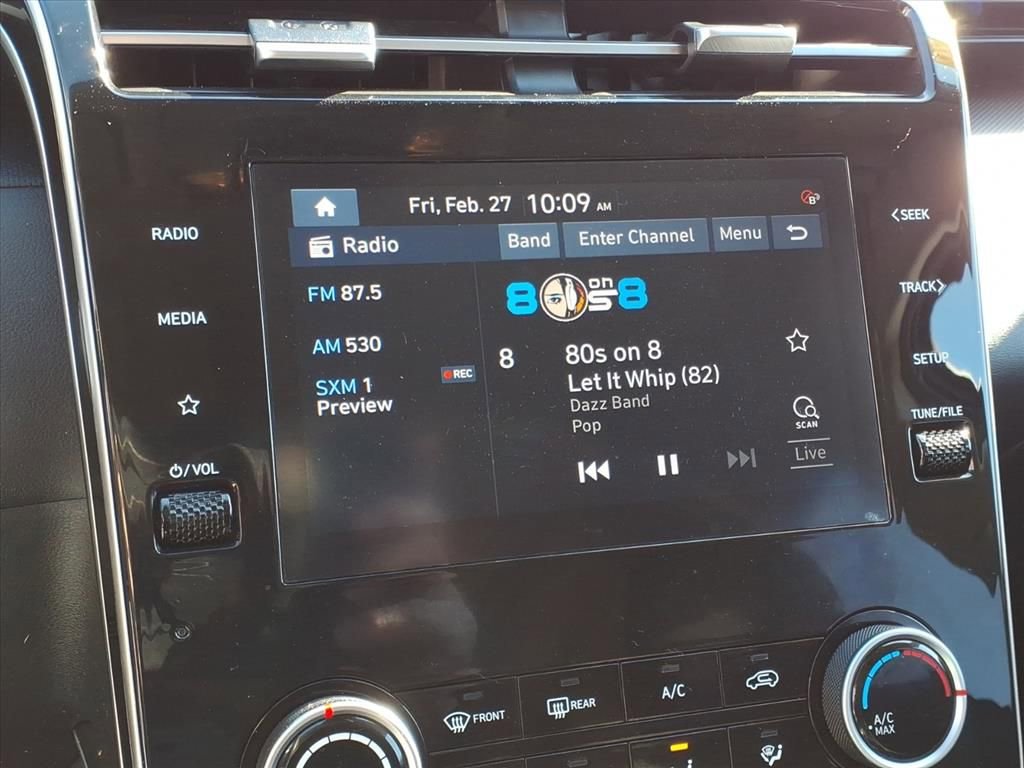 Fri, Feb. 27 10:09 AM
B
Radio Band Enter Channel Menu
FM 87.5
AM 530
SXM 1
Preview
REC
8 on 8
8 80s on 8
Let It Whip (82)
Dazz Band
Pop
SCAN
Live
RADIO
MEDIA
/VOL
<SEEK
TRACK>
SETUP
TUNE/FILE
FRONT
REAR
A/C
A/C
MAX